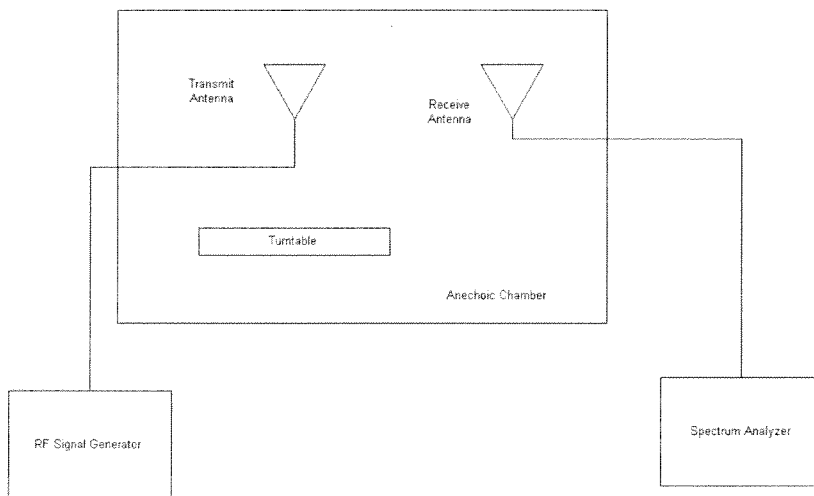 Transmit
Antenna
Receive
Antenna
Turntable
Anechoic Chamber
RF Signal Generator
Spectrum Analyzer